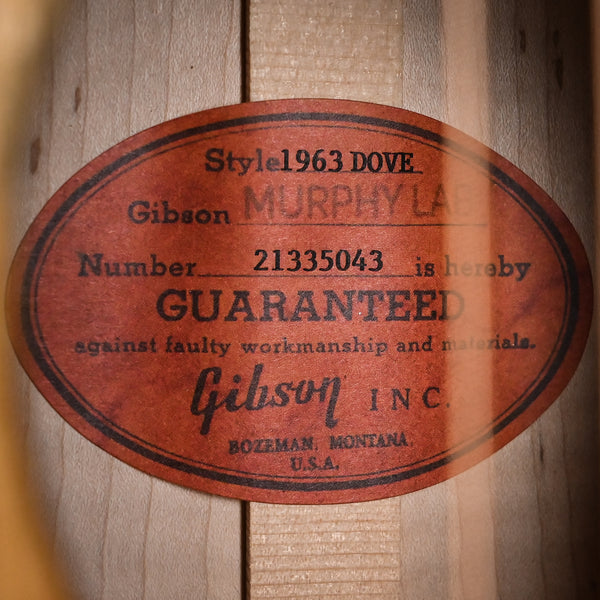 Style 1963 DOVE
Gibson MURPHY LAB
Number 21335043 is hereby
GUARANTEED
against faulty workmanship and materials.
Gibson INC.
BOZEMAN, MONTANA,
U.S.A.